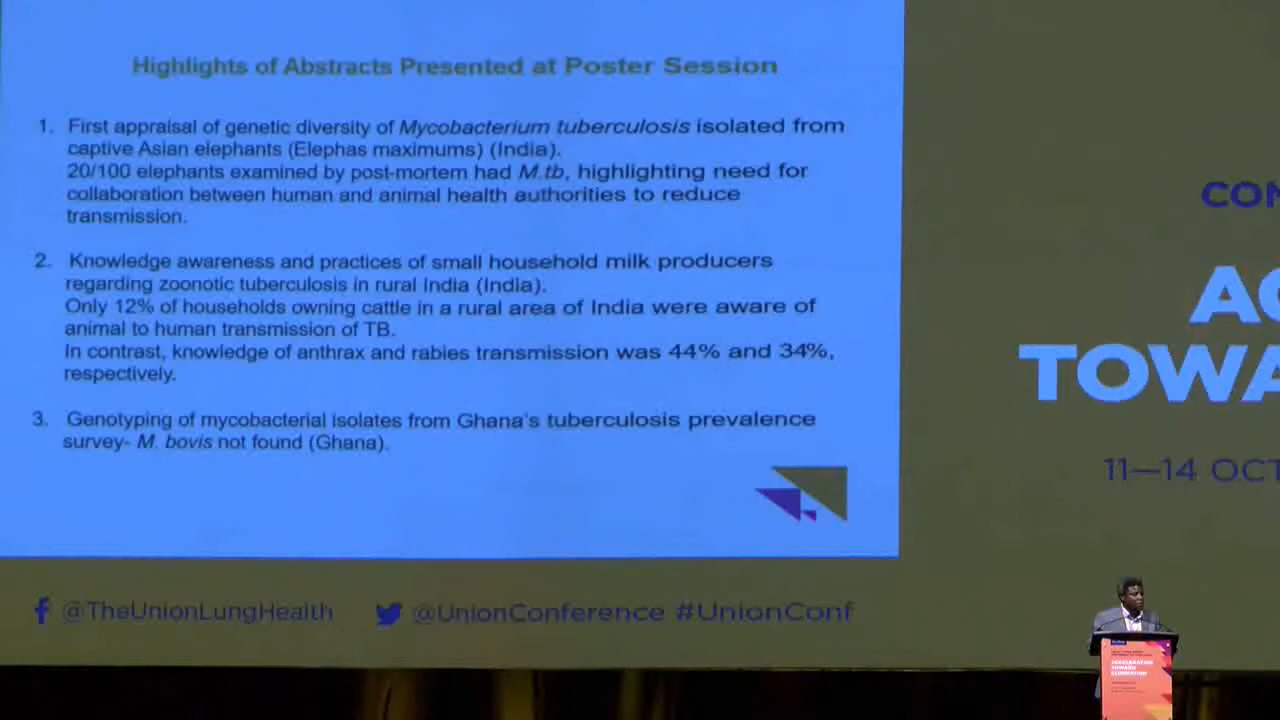 Highlights of Abstracts Presented at Poster Session
1. First appraisal of genetic diversity of Mycobacterium tuberculosis isolated from
captive Asian elephants (Elephas maximums) (India).
20/100 elephants examined by post-mortem had M.tb, highlighting need for
collaboration between human and animal health authorities to reduce
transmission.
2. Knowledge awareness and practices of small household milk producers
regarding zoonotic tuberculosis in rural India (India).
Only 12% of households owning cattle in a rural area of India were aware of
animal to human transmission of TB.
In contrast, knowledge of anthrax and rabies transmission was 44% and 34%,
respectively.
3. Genotyping of mycobacterial isolates from Ghana's tuberculosis prevalence
survey- M. bovis not found (Ghana).
CON
AC
TOWA
11—14 OCT
@TheUnionLungHealth
@UnionConference #UnionConf
ACCELERATING
TOWARD
ELIMINATION